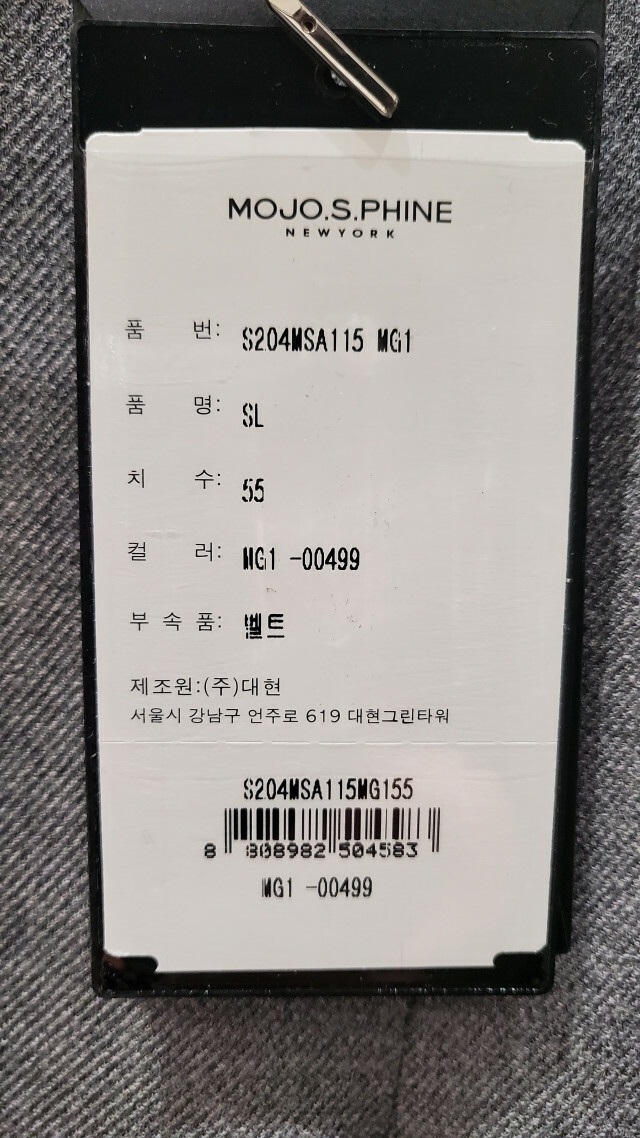 MOJO.S.PHINE
NEWYORK
품 번: S204MSA115 MG1
품 명: SL
치 수: 55
컬 러: MG1 -00499
부 속 품: 벨트
제조원:(주)대현
서울시 강남구 언주로 619 대현그린타워
S204MSA115MG155
8 808982 504583
MG1 -00499